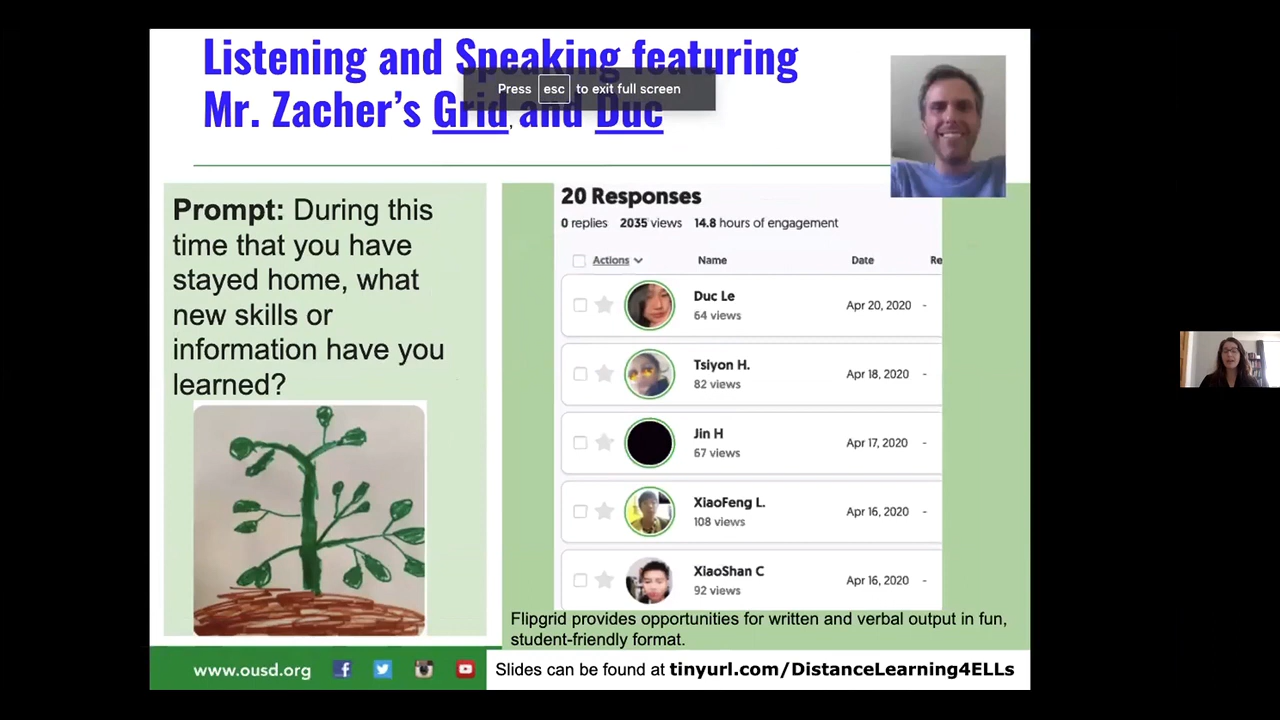 Listening and Speaking featuring
Press esc to exit full screen
Mr. Zacher's Grid, and Duc
Prompt: During this
time that you have
stayed home, what
new skills or
information have you
learned?
20 Responses
0 replies 2035 views 14.8 hours of engagement
Actions Name Date Re
Duc Le
64 views
Apr 20, 2020 -
Tsiyon H.
82 views
Apr 18, 2020 -
Jin H
67 views
Apr 17, 2020 -
XiaoFeng L.
108 views
Apr 16, 2020 -
XiaoShan C
92 views
Apr 16, 2020 -
Flipgrid provides opportunities for written and verbal output in fun,
student-friendly format.
www.ousd.org
Slides can be found at tinyurl.com/DistanceLearning4ELLs